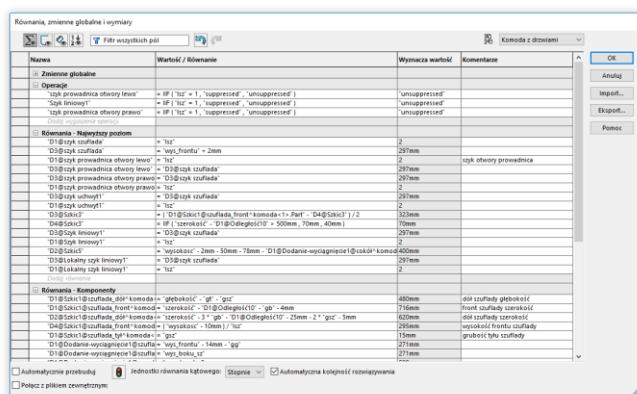 Równania, zmienne globalne i wymiary
Filtr wszystkich pól
Komoda z drzwiami
Nazwa Wartość / Równanie Wyznacza wartość Komentarze
OK
Anuluj
Import...
Eksport...
Pomoc
Zmienne globalne
Operacje
"szyk prowadnica otwory lewo" = IIF ( "lsz" = 1 , "suppressed" , "unsuppressed" ) "unsuppressed"
"Szyk liniowy1" = IIF ( "lsz" = 1 , "suppressed" , "unsuppressed" ) "unsuppressed"
"szyk prowadnica otwory prawo" = IIF ( "lsz" = 1 , "suppressed" , "unsuppressed" ) "unsuppressed"
Dodaj wygaszenie operacji
Równania - Najwyższy poziom
"D1@szyk szuflada" = "lsz" 2
"D3@szyk szuflada" = "wys_frontu" + 2mm 297mm
"D1@szyk prowadnica otwory lewo" = "lsz" 2 szyk otwory prowadnica
"D3@szyk prowadnica otwory lewo" = "D3@szyk szuflada" 297mm
"D3@szyk prowadnica otwory prawo = "D3@szyk szuflada" 297mm
"D1@szyk prowadnica otwory prawo = "lsz" 2
"D3@szyk uchwyt1" = "D3@szyk szuflada" 297mm
"D1@szyk uchwyt1" = "lsz" 2
"D3@Szkic3" = ( "D1@Szkic1@szuflada_front^komoda<1>.Part" - "D4@Szkic3" ) / 2 323mm
"D4@Szkic3" = IIF ( "szerokość" - "D1@Odległość10" > 500mm , 70mm , 40mm ) 70mm
"D3@Szyk liniowy1" = "D3@szyk szuflada" 297mm
"D1@Szyk liniowy1" = "lsz" 2
"D2@Szkic5" = "wysokosc" - 2mm - 50mm - 78mm - "D1@Dodanie-wyciągnięcie1@cokół^komod 400mm
"D3@Lokalny szyk liniowy1" = "D3@szyk szuflada" 297mm
"D1@Lokalny szyk liniowy1" = "lsz" 2
Dodaj równanie
Równania - Komponenty
"D1@Szkic1@szuflada_dół^komoda = "głębokość" - "gt" - "gsz" 480mm dół szuflady głębokość
"D1@Szkic1@szuflada_front^komod = "szerokość" - "D1@Odległość10" - "gb" - 4mm 716mm front szuflady szerokość
"D2@Szkic1@szuflada_dół^komoda = "szerokość" - 3 * "gb" - "D1@Odległość10" - 25mm - 2 * "gsz" - 5mm 620mm dół szuflady szerokość
"D4@Szkic1@szuflada_front^komod = ( "wysokosc" - 10mm ) / "lsz" 295mm wysokość frontu szuflady
"D1@Szkic1@szuflada_tył^komoda< = "gsz" 15mm grubość tyłu szuflady
"D1@Dodanie-wyciągnięcie1@szufla = "wys_frontu" - 14mm - "gg" 271mm
"D1@Dodanie-wyciągnięcie1@szufla = "wys_boku_sz" 271mm
Automatycznie przebuduj Jednostki równania kątowego: Stopnie Automatyczna kolejność rozwiązywania
Połącz z plikiem zewnętrznym: